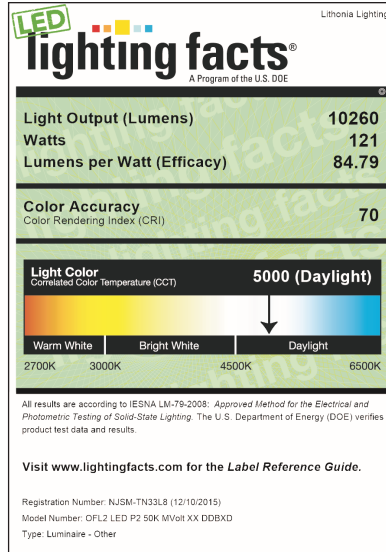 Lithonia Lighting
LED
lighting facts®
A Program of the U.S. DOE
Light Output (Lumens) 10260
Watts 121
Lumens per Watt (Efficacy) 84.79
Color Accuracy 70
Color Rendering Index (CRI)
Light Color 5000 (Daylight)
Correlated Color Temperature (CCT)
Warm White Bright White Daylight
2700K 3000K 4500K 6500K
All results are according to IESNA LM-79-2008: Approved Method for the Electrical and
Photometric Testing of Solid-State Lighting. The U.S. Department of Energy (DOE) verifies
product test data and results.
Visit www.lightingfacts.com for the Label Reference Guide.
Registration Number: NJSM-TN33L8 (12/10/2015)
Model Number: OFL2 LED P2 50K MVolt XX DDBXD
Type: Luminaire - Other